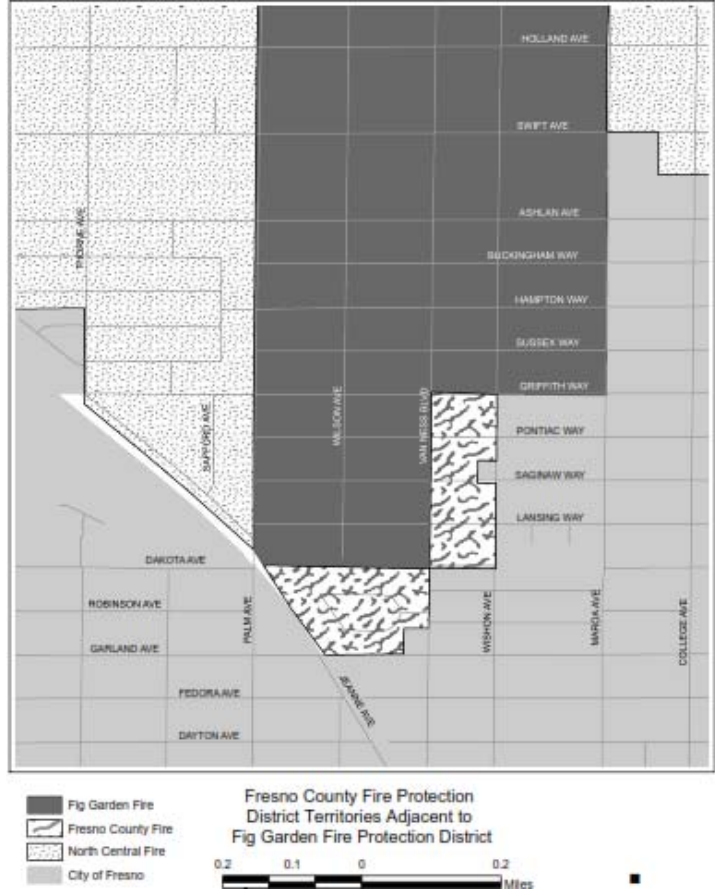 HOLLAND AVE
SWIFT AVE
THORNE AVE
ASHLAN AVE
BUCKINGHAM WAY
HAMPTON WAY
SUSSEX WAY
GRIFFITH WAY
SAFFORD AVE
WILSON AVE
VAN NESS BLVD
PONTIAC WAY
SAGINAW WAY
LANSING WAY
DAKOTA AVE
ROBINSON AVE
PALM AVE
WISHON AVE
MAROA AVE
COLLEGE AVE
GARLAND AVE
JEANNE AVE
FEDORA AVE
DAYTON AVE
Fig Garden Fire
Fresno County Fire
North Central Fire
City of Fresno
Fresno County Fire Protection
District Territories Adjacent to
Fig Garden Fire Protection District
0.2 0.1 0 0.2
Miles